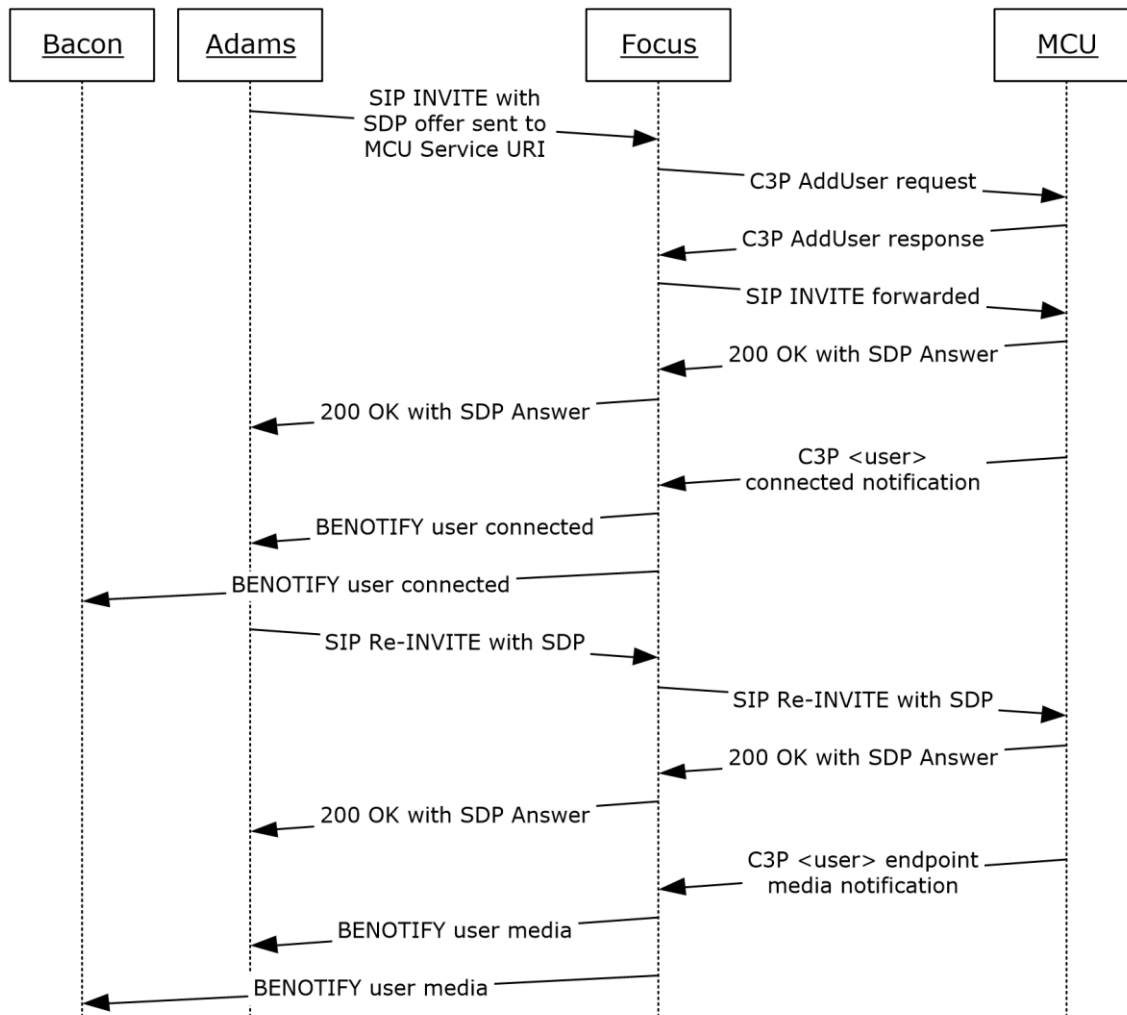 Bacon
Adams
Focus
MCU
SIP INVITE with
SDP offer sent to
MCU Service URI
C3P AddUser request
C3P AddUser response
SIP INVITE forwarded
200 OK with SDP Answer
200 OK with SDP Answer
C3P <user>
connected notification
BENOTIFY user connected
BENOTIFY user connected
SIP Re-INVITE with SDP
SIP Re-INVITE with SDP
200 OK with SDP Answer
200 OK with SDP Answer
C3P <user> endpoint
media notification
BENOTIFY user media
BENOTIFY user media